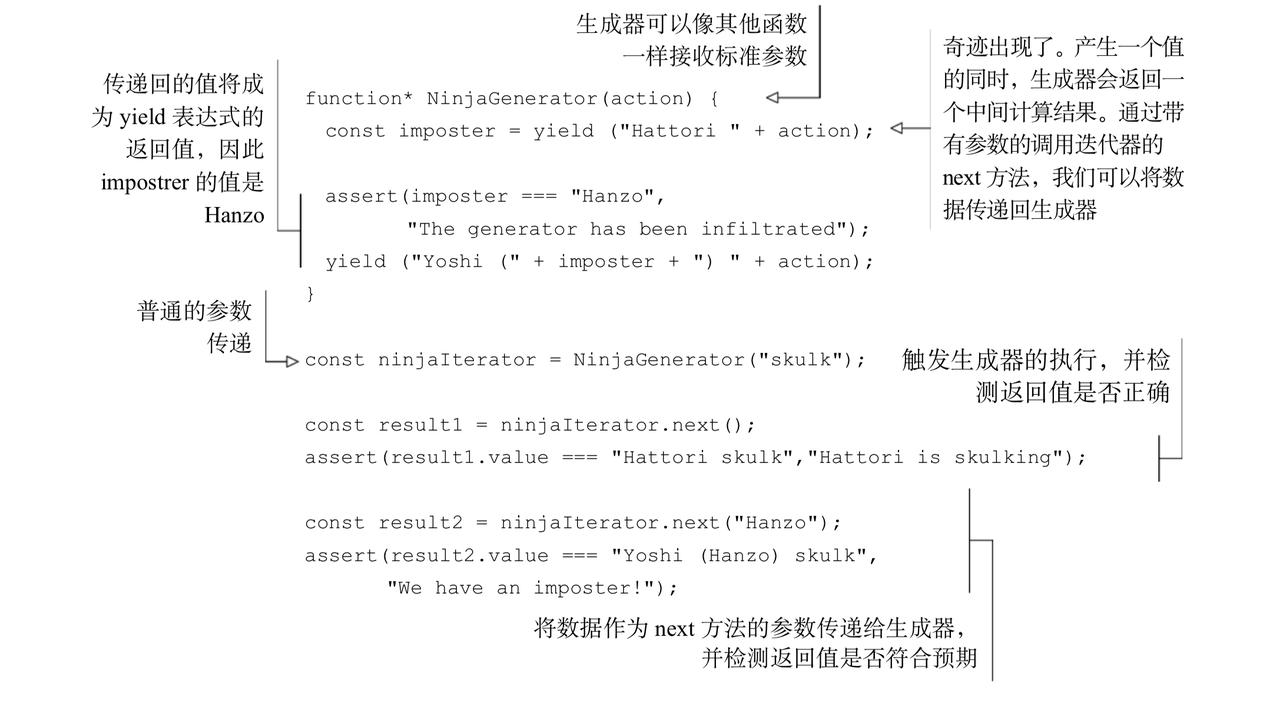 生成器可以像其他函数
一样接收标准参数
奇迹出现了。产生一个值
的同时，生成器会返回一
个中间计算结果。通过带
有参数的调用迭代器的
next 方法，我们可以将数
据传递回生成器
传递回的值将成
为 yield 表达式的
返回值，因此
impostrer 的值是
Hanzo
function* NinjaGenerator(action) {
const imposter = yield ("Hattori " + action);
assert(imposter === "Hanzo",
"The generator has been infiltrated");
yield ("Yoshi (" + imposter + ") " + action);
}
普通的参数
传递
const ninjaIterator = NinjaGenerator("skulk");
触发生成器的执行，并检
测返回值是否正确
const result1 = ninjaIterator.next();
assert(result1.value === "Hattori skulk","Hattori is skulking");
const result2 = ninjaIterator.next("Hanzo");
assert(result2.value === "Yoshi (Hanzo) skulk",
"We have an imposter!");
将数据作为 next 方法的参数传递给生成器，
并检测返回值是否符合预期